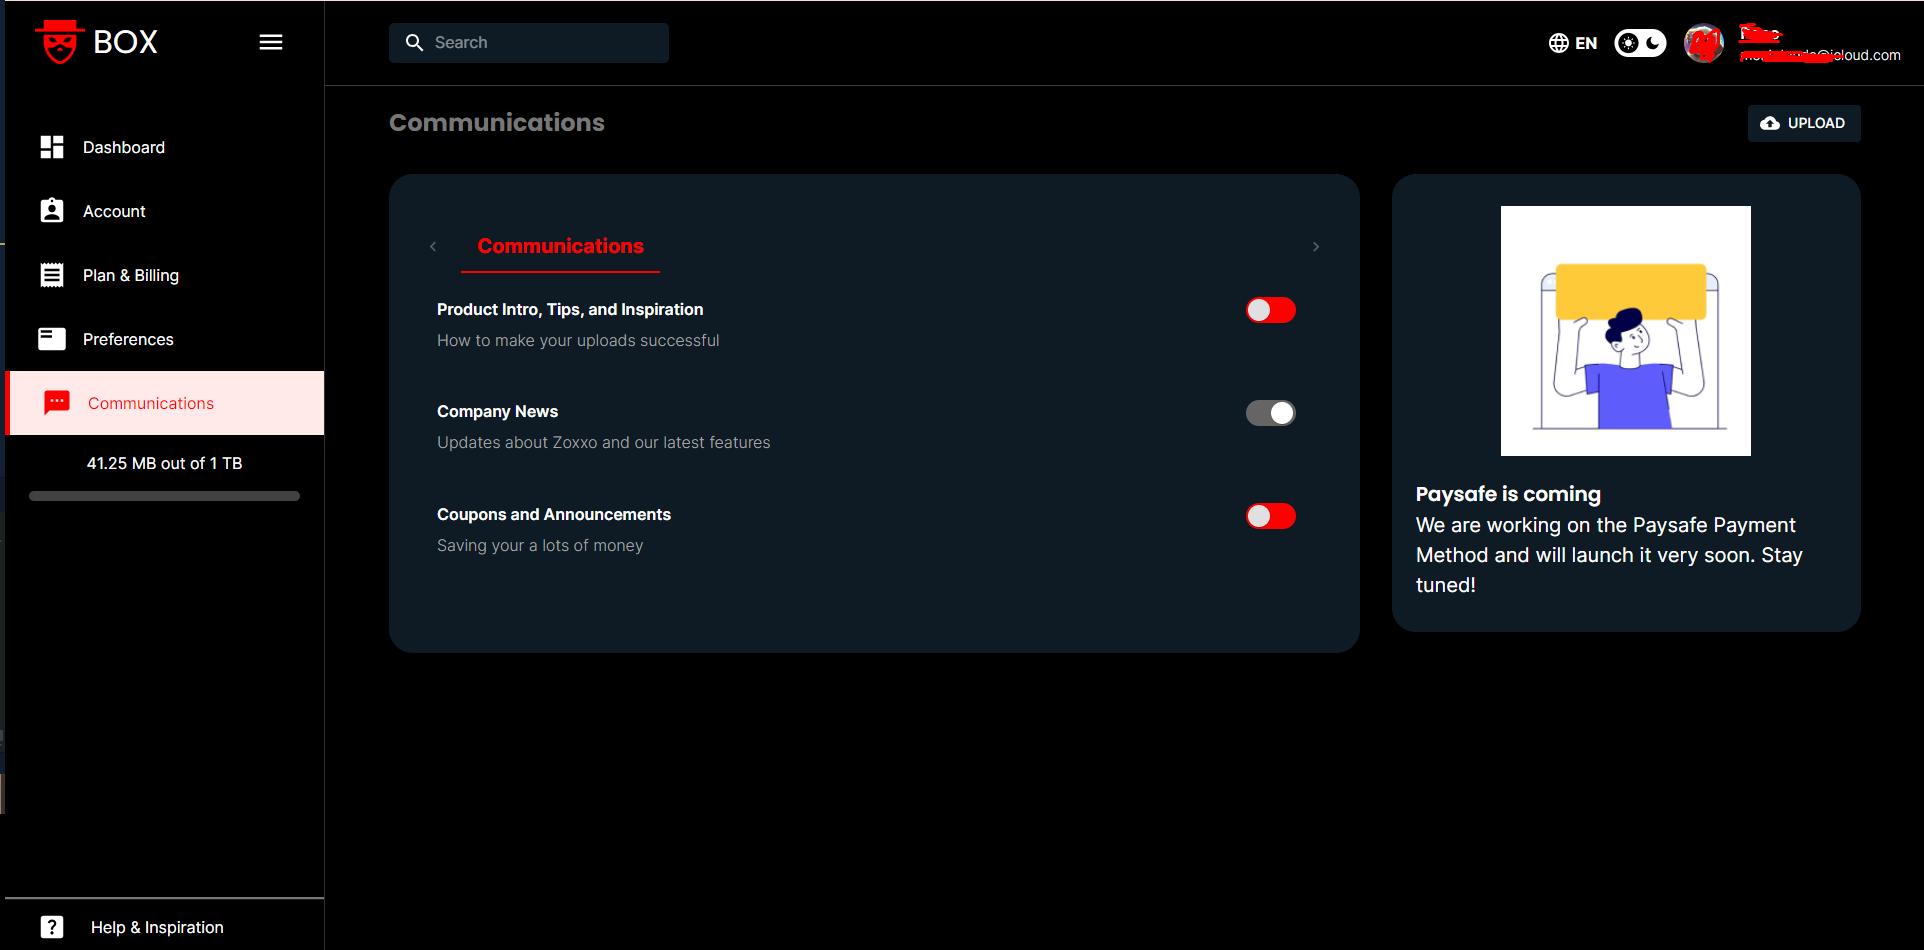 BOX
Search
EN
icloud.com
Dashboard
Account
Plan & Billing
Preferences
Communications
41.25 MB out of 1 TB
Help & Inspiration
Communications
UPLOAD
Communications
Product Intro, Tips, and Inspiration
How to make your uploads successful
Company News
Updates about Zoxxo and our latest features
Coupons and Announcements
Saving your a lots of money
Paysafe is coming
We are working on the Paysafe Payment
Method and will launch it very soon. Stay
tuned!